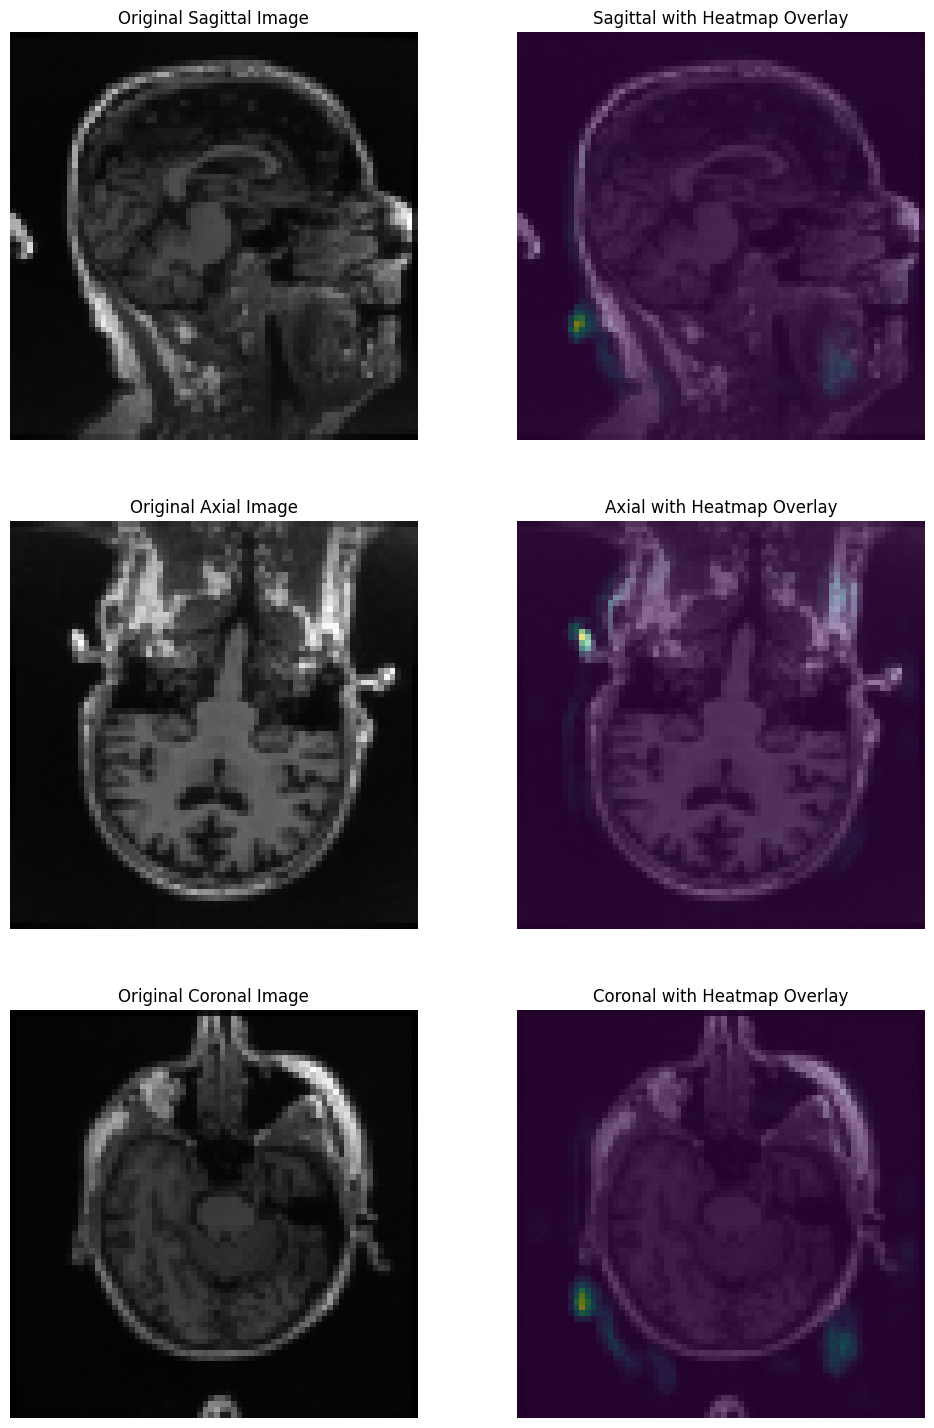 Original Sagittal Image
Sagittal with Heatmap Overlay
Original Axial Image
Axial with Heatmap Overlay
Original Coronal Image
Coronal with Heatmap Overlay